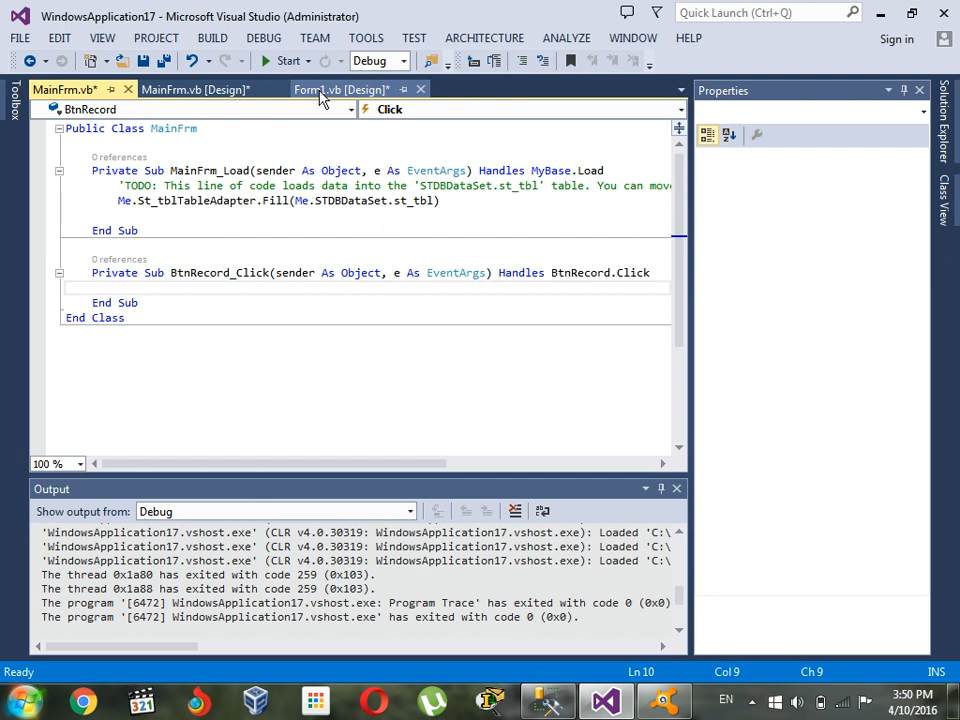 WindowsApplication17 - Microsoft Visual Studio (Administrator)
Quick Launch (Ctrl+Q)
FILE EDIT VIEW PROJECT BUILD DEBUG TEAM TOOLS TEST ARCHITECTURE ANALYZE WINDOW HELP
Sign in
Start
Debug
Toolbox
MainFrm.vb*
MainFrm.vb [Design]*
Form1.vb [Design]*
Properties
BtnRecord
Click
Solution Explorer
Class View
Public Class MainFrm
0 references
Private Sub MainFrm_Load(sender As Object, e As EventArgs) Handles MyBase.Load
'TODO: This line of code loads data into the 'STDBDataSet.st_tbl' table. You can move
Me.St_tblTableAdapter.Fill(Me.STDBDataSet.st_tbl)
End Sub
0 references
Private Sub BtnRecord_Click(sender As Object, e As EventArgs) Handles BtnRecord.Click
End Sub
End Class
100 %
Output
Show output from: Debug
'WindowsApplication17.vshost.exe' (CLR v4.0.30319: WindowsApplication17.vshost.exe): Loaded 'C:\
'WindowsApplication17.vshost.exe' (CLR v4.0.30319: WindowsApplication17.vshost.exe): Loaded 'C:\
'WindowsApplication17.vshost.exe' (CLR v4.0.30319: WindowsApplication17.vshost.exe): Loaded 'C:\
The thread 0x1a80 has exited with code 259 (0x103).
The thread 0x1a88 has exited with code 259 (0x103).
The program '[6472] WindowsApplication17.vshost.exe: Program Trace' has exited with code 0 (0x0)
The program '[6472] WindowsApplication17.vshost.exe' has exited with code 0 (0x0).
Ready
Ln 10
Col 9
Ch 9
INS
321
EN
3:50 PM
4/10/2016